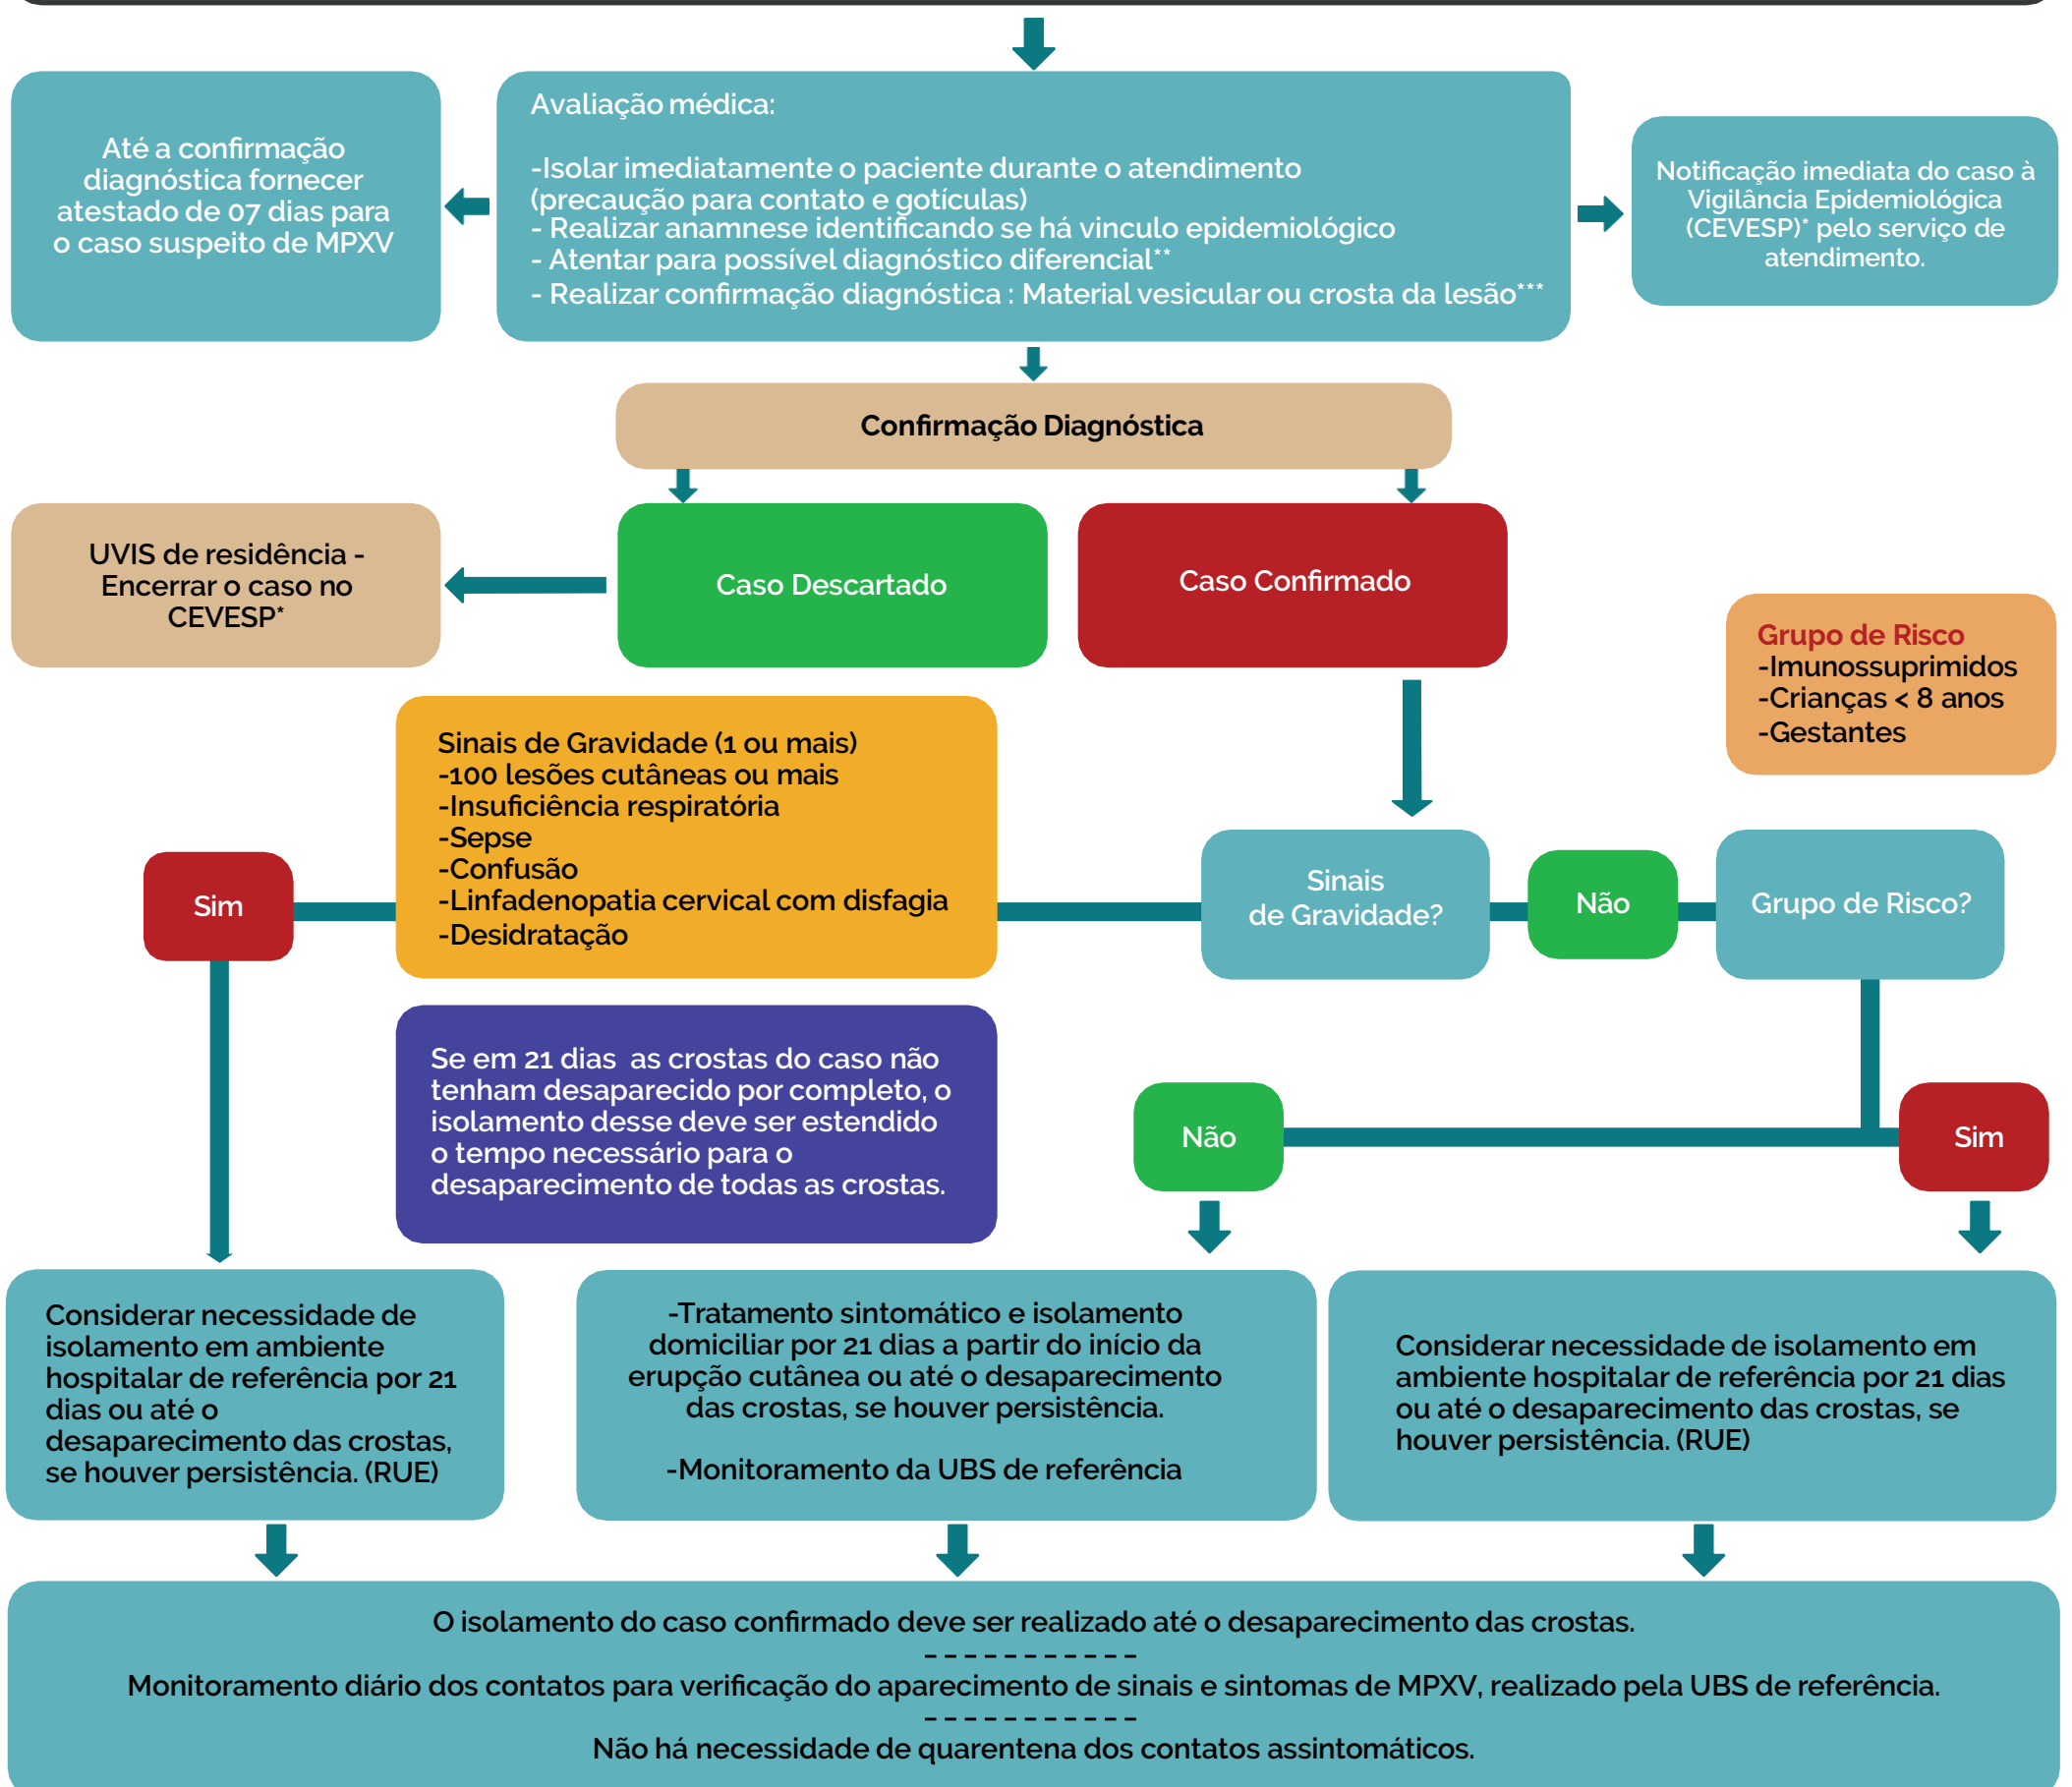 Até a confirmação
diagnóstica fornecer
atestado de 07 dias para
o caso suspeito de MPXV
Avaliação médica:
-Isolar imediatamente o paciente durante o atendimento
(precaução para contato e gotículas)
- Realizar anamnese identificando se há vinculo epidemiológico
- Atentar para possível diagnóstico diferencial**
- Realizar confirmação diagnóstica : Material vesicular ou crosta da lesão***
Notificação imediata do caso à
Vigilância Epidemiológica
(CEVESP)* pelo serviço de
atendimento.
Confirmação Diagnóstica
UVIS de residência -
Encerrar o caso no
CEVESP*
Caso Descartado
Caso Confirmado
Grupo de Risco
-Imunossuprimidos
-Crianças < 8 anos
-Gestantes
Sinais de Gravidade (1 ou mais)
-100 lesões cutâneas ou mais
-Insuficiência respiratória
-Sepse
-Confusão
-Linfadenopatia cervical com disfagia
-Desidratação
Sim
Sinais
de Gravidade?
Não
Grupo de Risco?
Se em 21 dias  as crostas do caso não
tenham desaparecido por completo, o
isolamento desse deve ser estendido
o tempo necessário para o
desaparecimento de todas as crostas.
Não
Sim
Considerar necessidade de
isolamento em ambiente
hospitalar de referência por 21
dias ou até o
desaparecimento das crostas,
se houver persistência. (RUE)
-Tratamento sintomático e isolamento
domiciliar por 21 dias a partir do início da
erupção cutânea ou até o desaparecimento
das crostas, se houver persistência.
-Monitoramento da UBS de referência
Considerar necessidade de isolamento em
ambiente hospitalar de referência por 21 dias
ou até o desaparecimento das crostas, se
houver persistência. (RUE)
O isolamento do caso confirmado deve ser realizado até o desaparecimento das crostas.
- - - - - - - - - - -
Monitoramento diário dos contatos para verificação do aparecimento de sinais e sintomas de MPXV, realizado pela UBS de referência.
- - - - - - - - - - -
Não há necessidade de quarentena dos contatos assintomáticos.